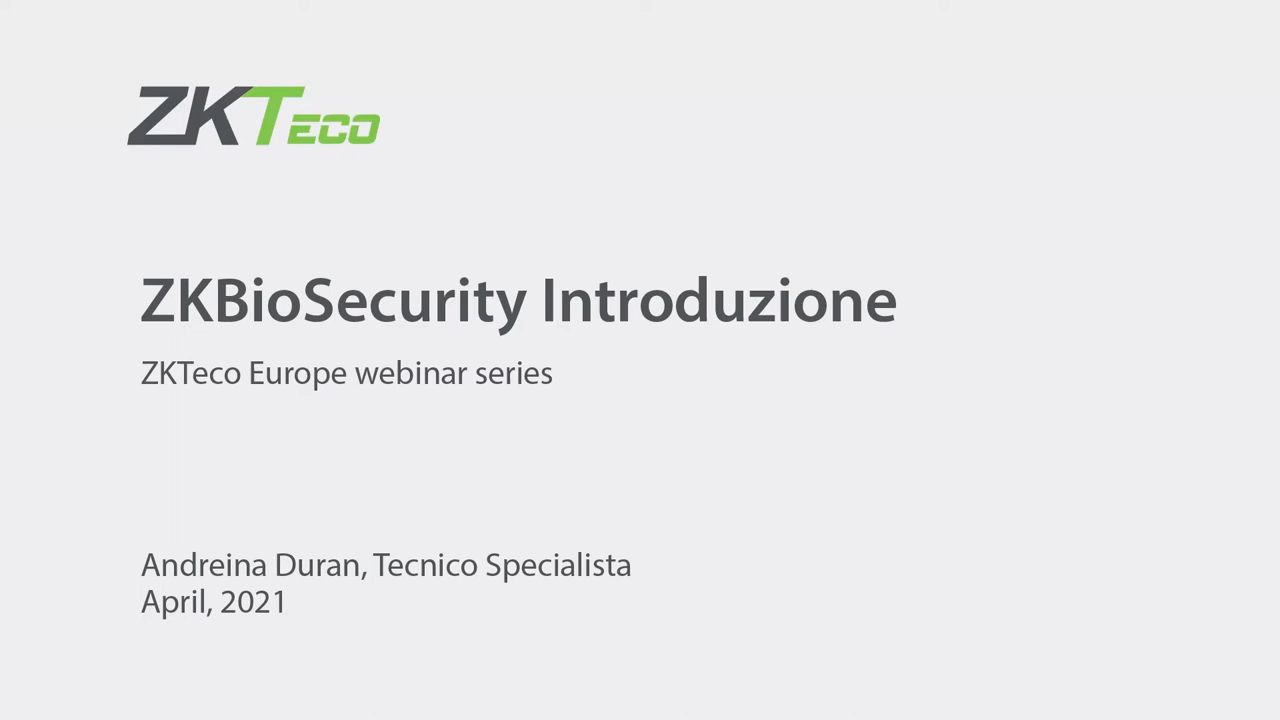 ZKTeco
ZKBioSecurity Introduzione
ZKTeco Europe webinar series
Andreina Duran, Tecnico Specialista
April, 2021